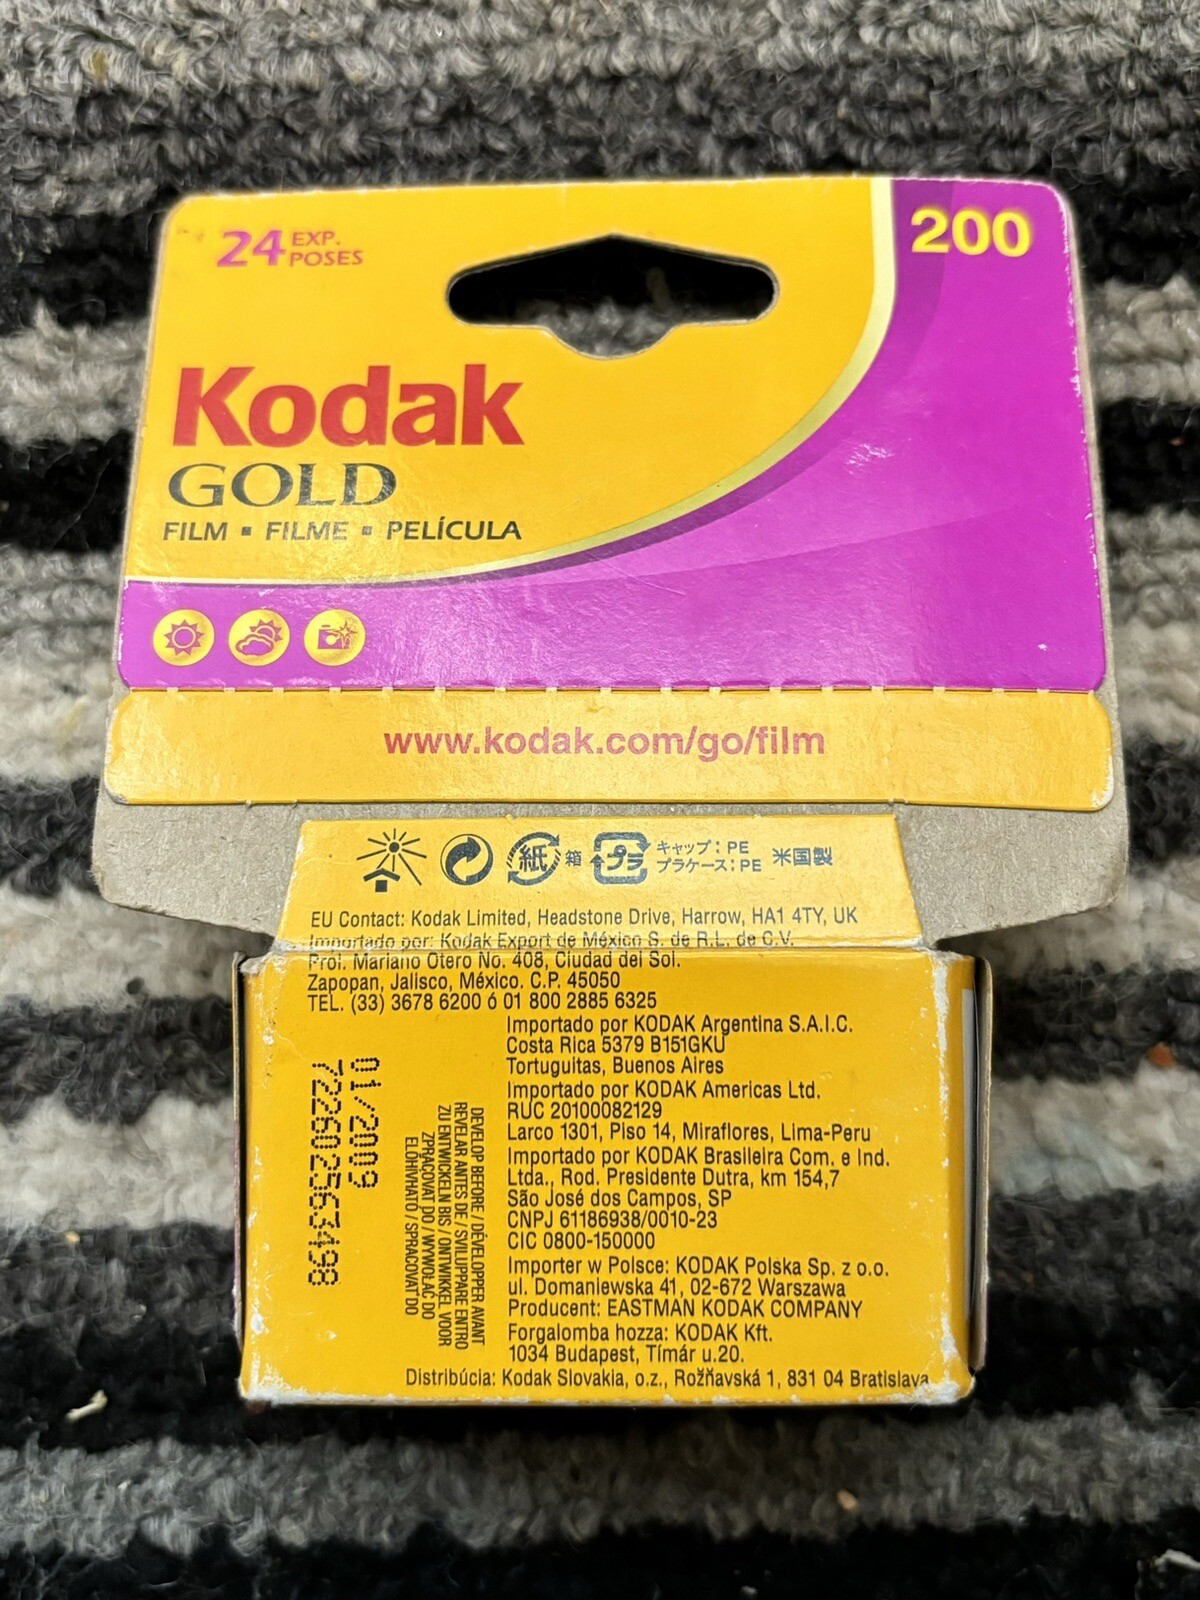 24 EXP.
POSES
200
Kodak
GOLD
FILM ▪ FILME ▪ PELÍCULA
www.kodak.com/go/film
紙 箱 プラ キャップ：PE
プラケース：PE 米国製
EU Contact: Kodak Limited, Headstone Drive, Harrow, HA1 4TY, UK
Importado por: Kodak Export de México S. de R.L. de C.V.
Prol. Mariano Otero No. 408, Ciudad del Sol.
Zapopan, Jalisco, México. C.P. 45050
TEL. (33) 3678 6200 ó 01 800 2885 6325
Importado por KODAK Argentina S.A.I.C.
Costa Rica 5379 B151GKU
Tortuguitas, Buenos Aires
Importado por KODAK Americas Ltd.
RUC 20100082129
Larco 1301, Piso 14, Miraflores, Lima-Peru
Importado por KODAK Brasileira Com. e Ind.
Ltda., Rod. Presidente Dutra, km 154,7
São José dos Campos, SP
CNPJ 61186938/0010-23
CIC 0800-150000
Importer w Polsce: KODAK Polska Sp. z o.o.
ul. Domaniewska 41, 02-672 Warszawa
Producent: EASTMAN KODAK COMPANY
Forgalomba hozza: KODAK Kft.
1034 Budapest, Tímár u.20.
Distribúcia: Kodak Slovakia, o.z., Rožňavská 1, 831 04 Bratislava
DEVELOP BEFORE / DÉVELOPPER AVANT
REVELAR ANTES DE / SVILUPPARE ENTRO
ZU ENTWICKELN BIS / ONTWIKKEL VOOR
ZPRACOVAT DO / WYWOŁAĆ DO
ELŐHÍVHATÓ / SPRACOVAŤ DO
01/2009
722602563498